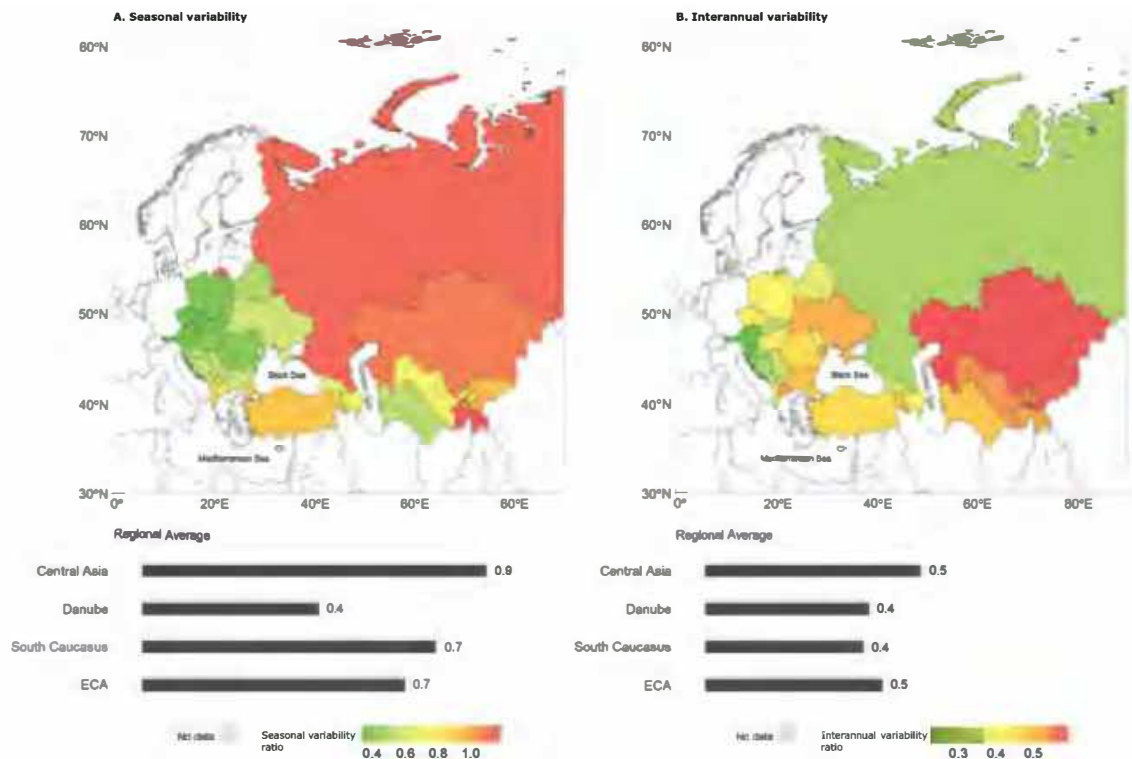 A. Seasonal variability
80°N
70°N
60°N
50°N
40°N
30°N
0°
20°E
40°E
60°E
60°E
Black Sea
Mediterranean Sea
Regional Average
Central Asia 0.9
Danube 0.4
South Caucasus 0.7
ECA 0.7
No data
Seasonal variability
ratio
0.4 0.6 0.8 1.0
B. Interannual variability
80°N
70°N
60°N
50°N
40°N
30°N
0°
20°E
40°E
60°E
80°E
Black Sea
Mediterranean Sea
Regional Average
Central Asia 0.5
Danube 0.4
South Caucasus 0.4
ECA 0.5
No data
Interannual variability
ratio
0.3 0.4 0.5